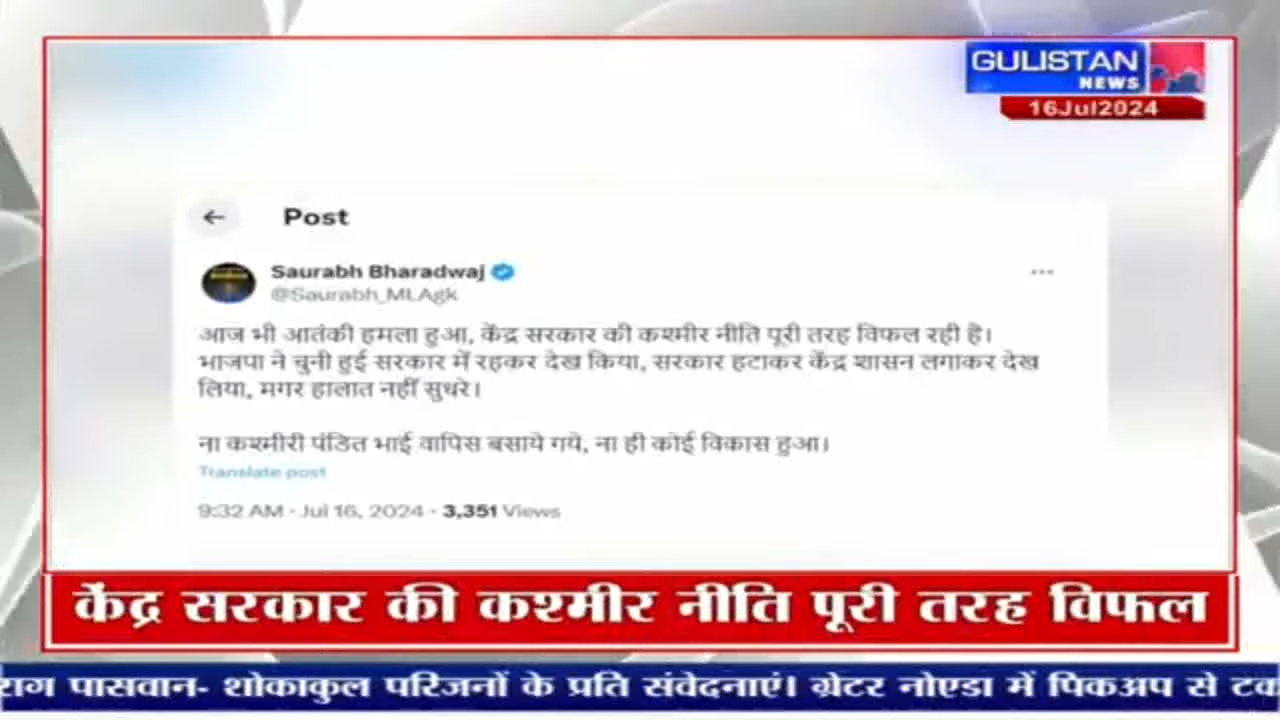 GULISTAN
NEWS
16Jul2024
Post
Saurabh Bharadwaj
@Saurabh_MLAgk
आज भी आतंकी हमला हुआ, केंद्र सरकार की कश्मीर नीति पूरी तरह विफल रही है।
भाजपा ने चुनी हुई सरकार में रहकर देख किया, सरकार हटाकर केंद्र शासन लगाकर देख
लिया, मगर हालात नहीं सुधरे।
ना कश्मीरी पंडित भाई वापिस बसाये गये, ना ही कोई विकास हुआ।
Translate post
9:32 AM · Jul 16, 2024 · 3,351 Views
केंद्र सरकार की कश्मीर नीति पूरी तरह विफल
राग पासवान- शोकाकुल परिजनों के प्रति संवेदनाएं। ग्रेटर नोएडा में पिकअप से टक